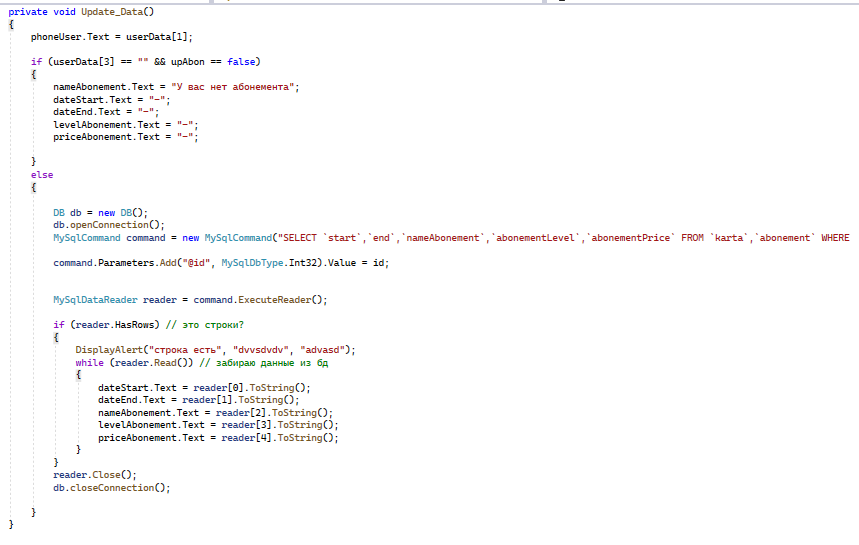 private void Update_Data()
{
phoneUser.Text = userData[1];
if (userData[3] == "" && upAbon == false)
{
nameAbonement.Text = "У вас нет абонемента";
dateStart.Text = "-";
dateEnd.Text = "-";
levelAbonement.Text = "-";
priceAbonement.Text = "-";
}
else
{
DB db = new DB();
db.openConnection();
MySqlCommand command = new MySqlCommand("SELECT `start`,`end`,`nameAbonement`,`abonementLevel`,`abonementPrice` FROM `karta`,`abonement` WHERE
command.Parameters.Add("@id", MySqlDbType.Int32).Value = id;
MySqlDataReader reader = command.ExecuteReader();
if (reader.HasRows) // это строки?
{
DisplayAlert("строка есть", "dvvsdvdv", "advasd");
while (reader.Read()) // забираю данные из бд
{
dateStart.Text = reader[0].ToString();
dateEnd.Text = reader[1].ToString();
nameAbonement.Text = reader[2].ToString();
levelAbonement.Text = reader[3].ToString();
priceAbonement.Text = reader[4].ToString();
}
}
reader.Close();
db.closeConnection();
}
}